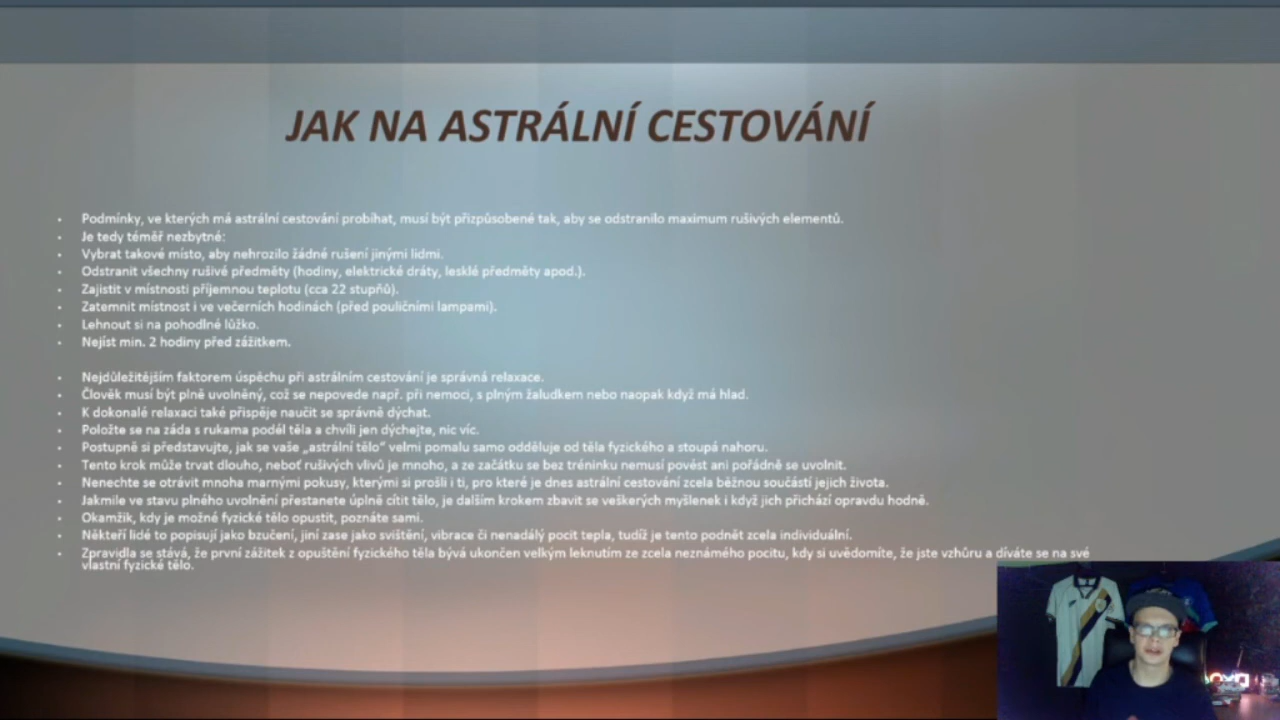 JAK NA ASTRÁLNÍ CESTOVÁNÍ
• Podmínky, ve kterých má astrální cestování probíhat, musí být přizpůsobené tak, aby se odstranilo maximum rušivých elementů.
• Je tedy téměř nezbytné:
• Vybrat takové místo, aby nehrozilo žádné rušení jinými lidmi.
• Odstranit všechny rušivé předměty (hodiny, elektrické dráty, lesklé předměty apod.).
• Zajistit v místnosti příjemnou teplotu (cca 22 stupňů).
• Zatemnit místnost i ve večerních hodinách (před pouličními lampami).
• Lehnout si na pohodlné lůžko.
• Nejíst min. 2 hodiny před zážitkem.
• Nejdůležitějším faktorem úspěchu při astrálním cestování je správná relaxace.
• Člověk musí být plně uvolněný, což se nepovede např. při nemoci, s plným žaludkem nebo naopak když má hlad.
• K dokonalé relaxaci také přispěje naučit se správně dýchat.
• Položte se na záda s rukama podél těla a chvíli jen dýchejte, nic víc.
• Postupně si představujte, jak se vaše „astrální tělo“ velmi pomalu samo odděluje od těla fyzického a stoupá nahoru.
• Tento krok může trvat dlouho, neboť rušivých vlivů je mnoho, a ze začátku se bez tréninku nemusí povést ani pořádně se uvolnit.
• Nenechte se otrávit mnoha marnými pokusy, kterými si prošli i ti, pro které je dnes astrální cestování zcela běžnou součástí jejich života.
• Jakmile ve stavu plného uvolnění přestanete úplně cítit tělo, je dalším krokem zbavit se veškerých myšlenek i když jich přichází opravdu hodně.
• Okamžik, kdy je možné fyzické tělo opustit, poznáte sami.
• Někteří lidé to popisují jako bzučení, jiní zase jako svištění, vibrace či nenadálý pocit tepla, tudíž je tento podnět zcela individuální.
• Zpravidla se stává, že první zážitek z opuštění fyzického těla bývá ukončen velkým leknutím ze zcela neznámého pocitu, kdy si uvědomíte, že jste vzhůru a díváte se na své
vlastní fyzické tělo.